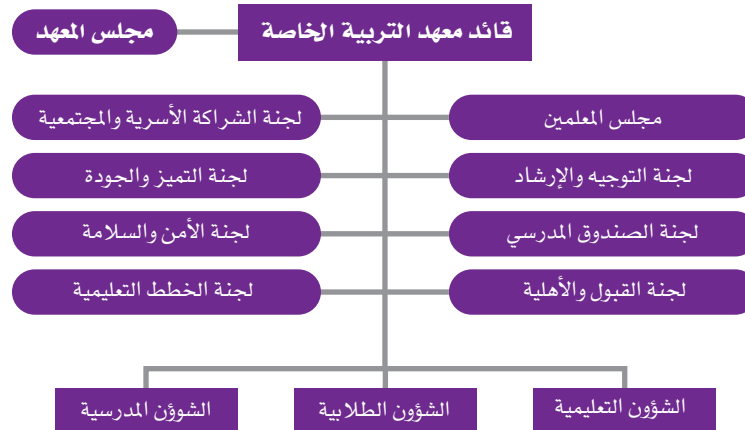 قائد معهد التربية الخاصة
مجلس المعهد
مجلس المعلمين
لجنة الشراكة الأسرية والمجتمعية
لجنة التوجيه والإرشاد
لجنة التميز والجودة
لجنة الصندوق المدرسي
لجنة الأمن والسلامة
لجنة القبول والأهلية
لجنة الخطط التعليمية
الشؤون التعليمية
الشؤون الطلابية
الشوؤن المدرسية